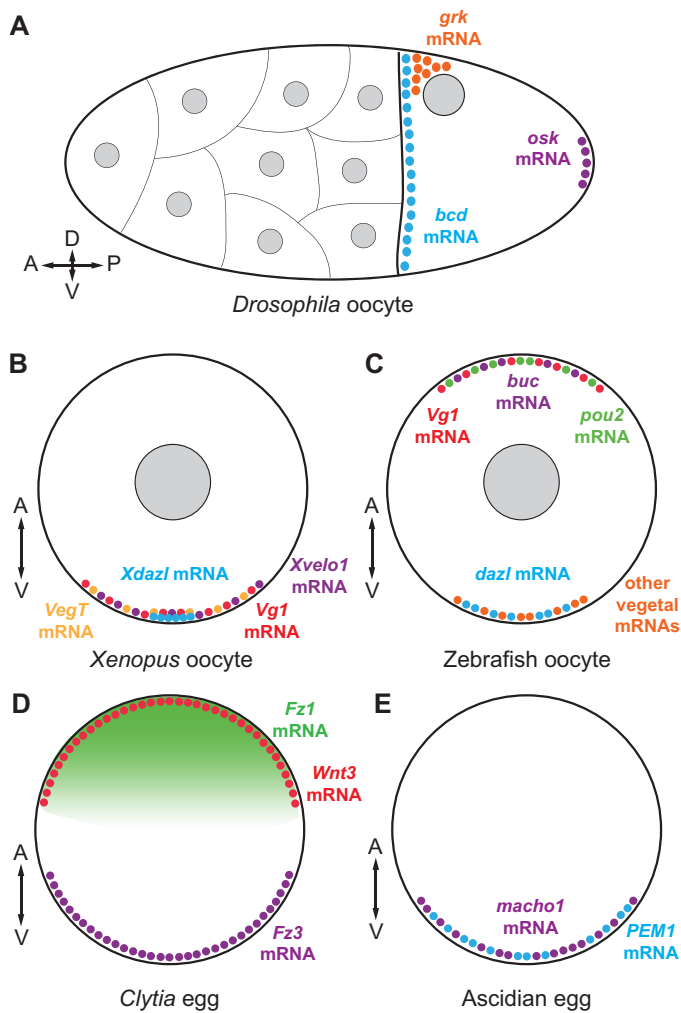 A
grk
mRNA
osk
mRNA
bcd
mRNA
D
A P
V
Drosophila oocyte
B
A
V
Xdazl mRNA
Xvelo1
mRNA
VegT
mRNA
Vg1
mRNA
Xenopus oocyte
C
buc
mRNA
Vg1
mRNA
pou2
mRNA
A
V
dazl mRNA
other
vegetal
mRNAs
Zebrafish oocyte
D
Fz1
mRNA
Wnt3
mRNA
A
V
Fz3
mRNA
Clytia egg
E
A
V
macho1
mRNA
PEM1
mRNA
Ascidian egg